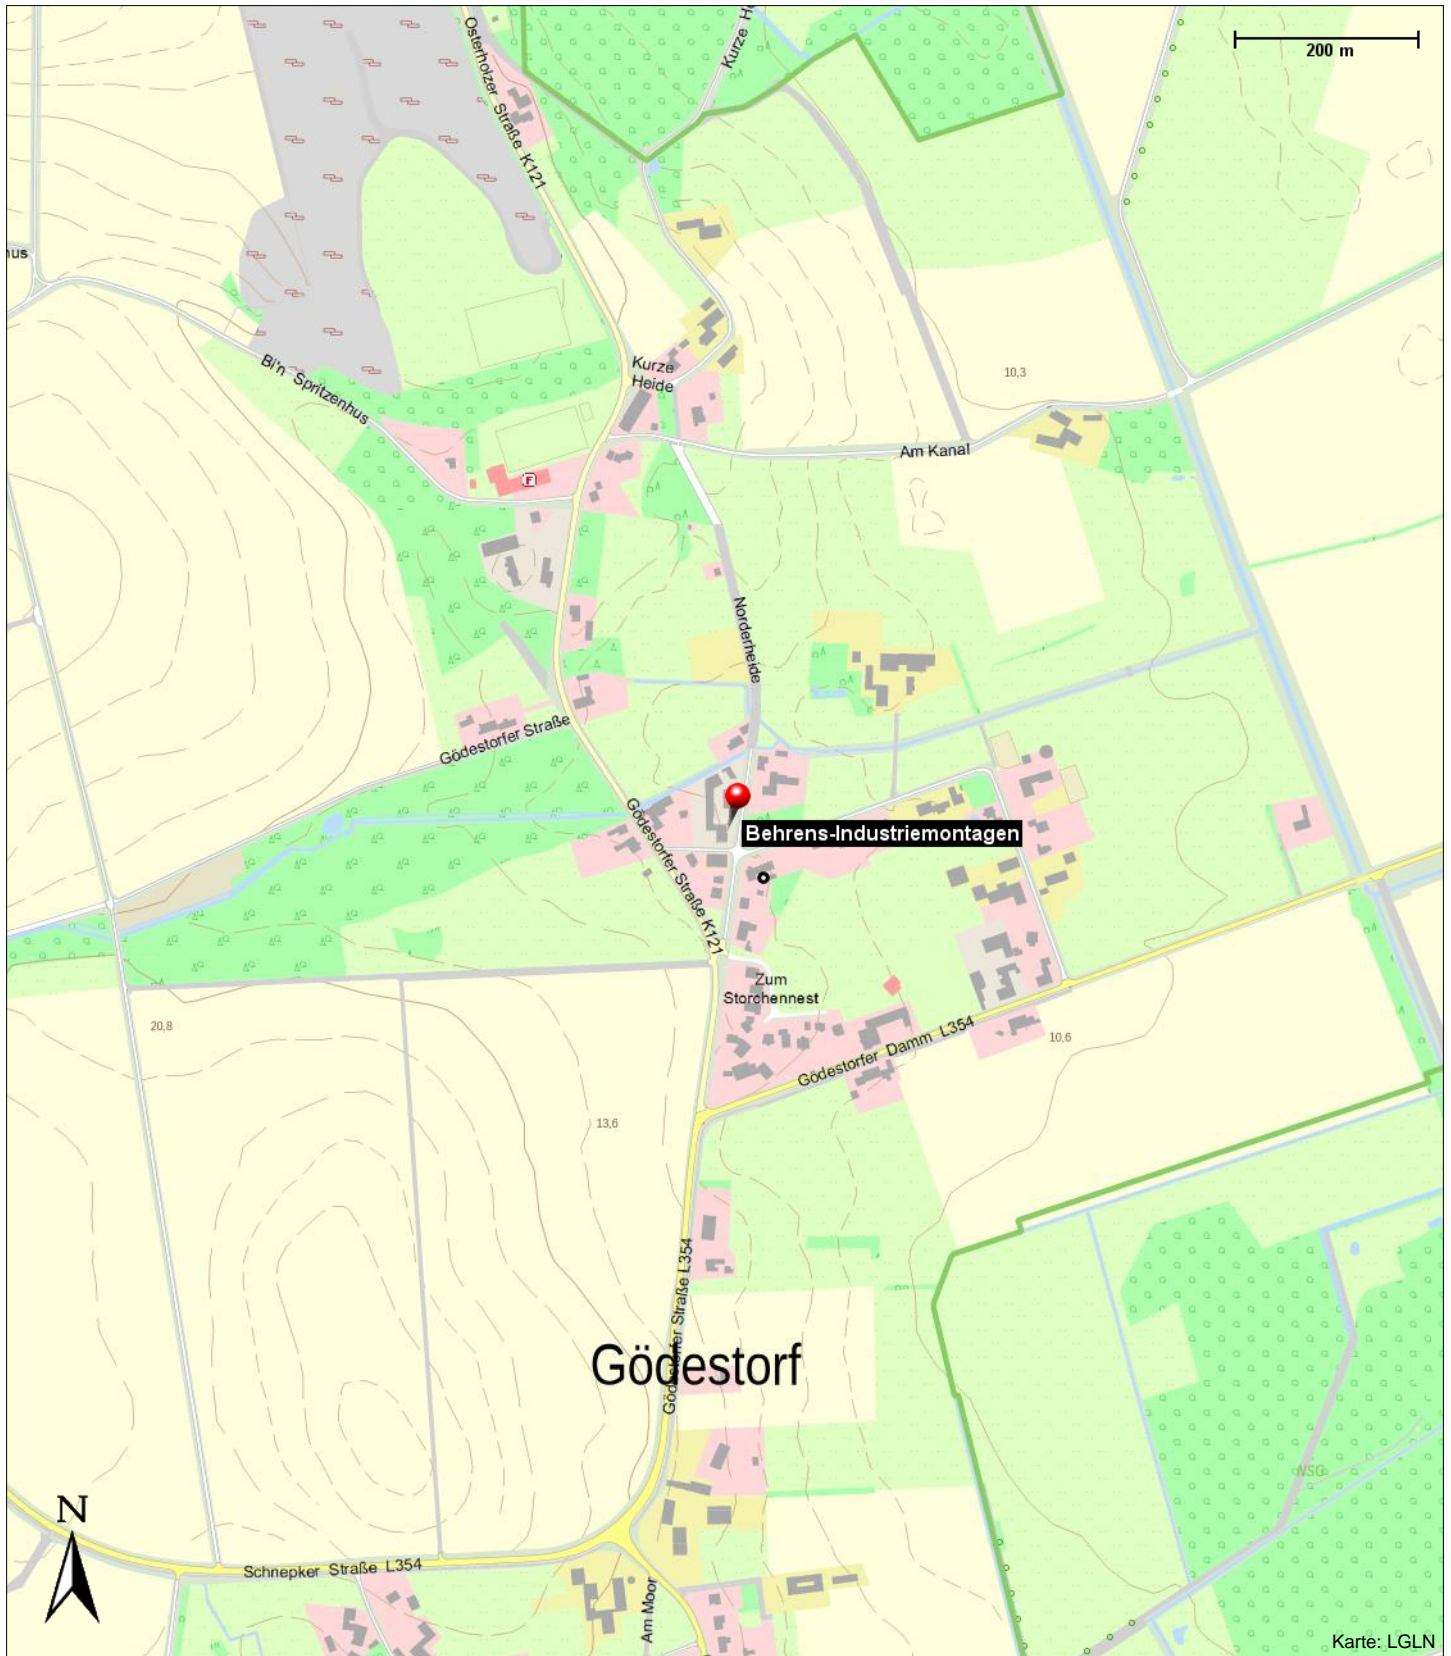 200 m
Osterholzer Straße K121
Kurze He
hus
Bi'n Spritzenhus
Kurze
Heide
10,3
Am Kanal
F
Norderheide
Gödestorfer Straße
Behrens-Industriemontagen
Gödestorfer Straße K121
Zum
Storchennest
20,8
Gödestorfer Damm L354
10,6
13,6
Gödestorfer Straße L354
Gödestorf
NSG
N
Schnepker Straße L354
Am Moor
Karte: LGLN